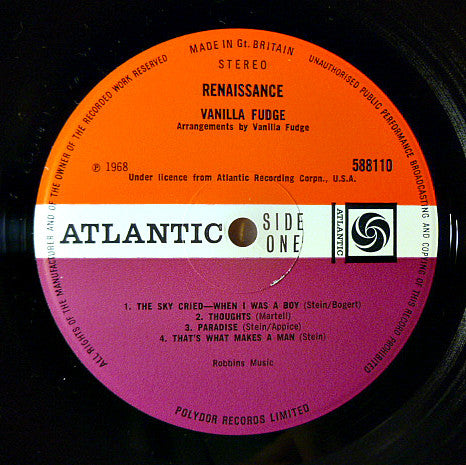 MADE IN Gt. BRITAIN
STEREO
RENAISSANCE
VANILLA FUDGE
Arrangements by Vanilla Fudge
℗ 1968
588110
Under licence from Atlantic Recording Corpn., U.S.A.
ATLANTIC
SIDE
ONE
ATLANTIC
1. THE SKY CRIED—WHEN I WAS A BOY (Stein/Bogert)
2. THOUGHTS (Martell)
3. PARADISE (Stein/Appice)
4. THAT'S WHAT MAKES A MAN (Stein)
Robbins Music
POLYDOR RECORDS LIMITED
ALL RIGHTS OF THE MANUFACTURER AND OF THE OWNER OF THE RECORDED WORK RESERVED
UNAUTHORISED PUBLIC PERFORMANCE BROADCASTING AND COPYING OF THIS RECORD PROHIBITED